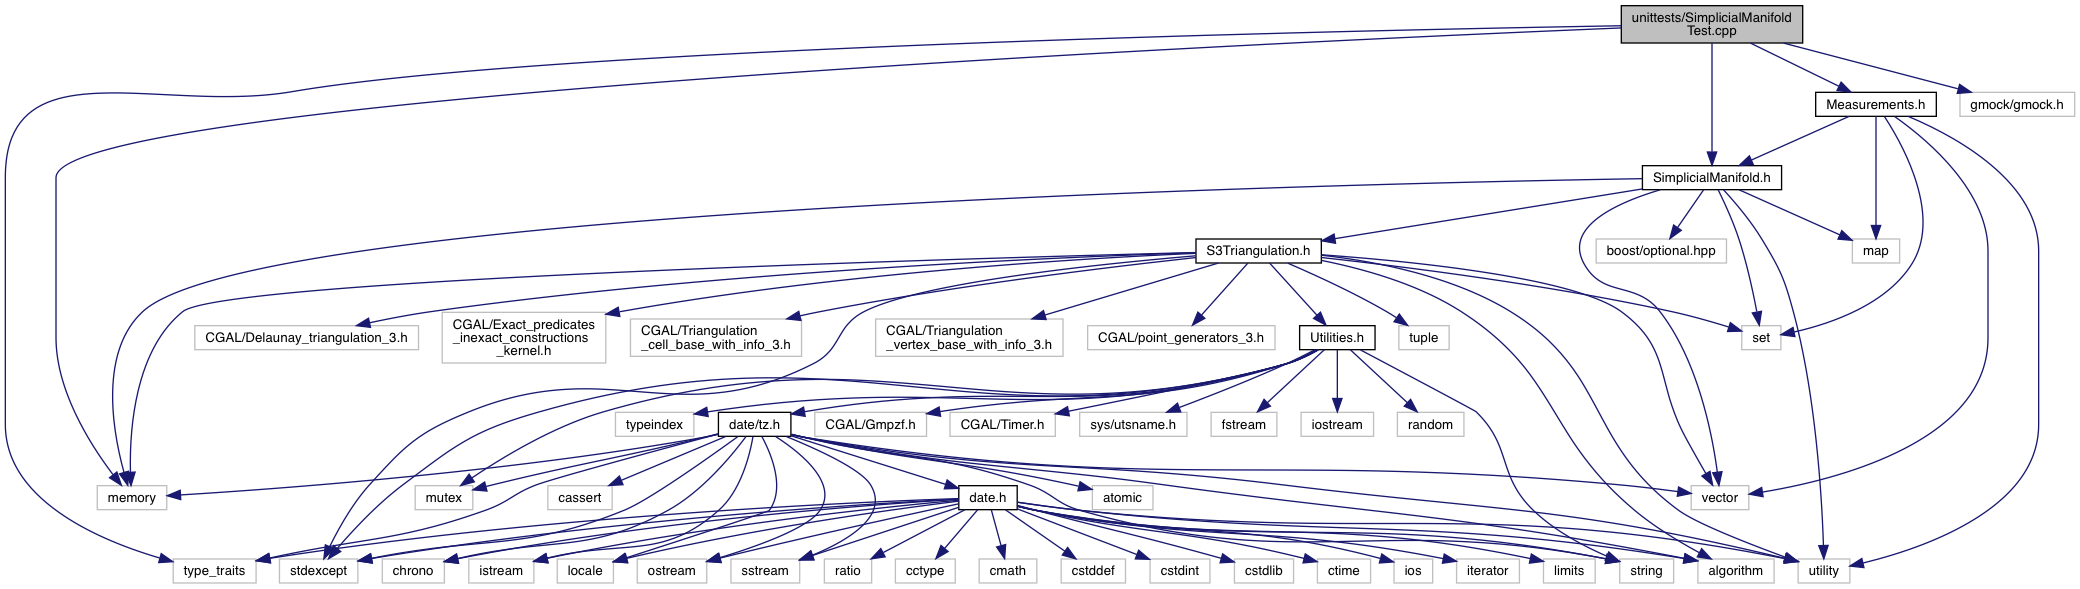 unittests/SimplicialManifold
Test.cpp
Measurements.h
gmock/gmock.h
SimplicialManifold.h
S3Triangulation.h
boost/optional.hpp
map
CGAL/Delaunay_triangulation_3.h
CGAL/Exact_predicates
_inexact_constructions
_kernel.h
CGAL/Triangulation
_cell_base_with_info_3.h
CGAL/Triangulation
_vertex_base_with_info_3.h
CGAL/point_generators_3.h
Utilities.h
tuple
set
typeindex
date/tz.h
CGAL/Gmpzf.h
CGAL/Timer.h
sys/utsname.h
fstream
iostream
random
memory
mutex
cassert
date.h
atomic
vector
type_traits
stdexcept
chrono
istream
locale
ostream
sstream
ratio
cctype
cmath
cstddef
cstdint
cstdlib
ctime
ios
iterator
limits
string
algorithm
utility